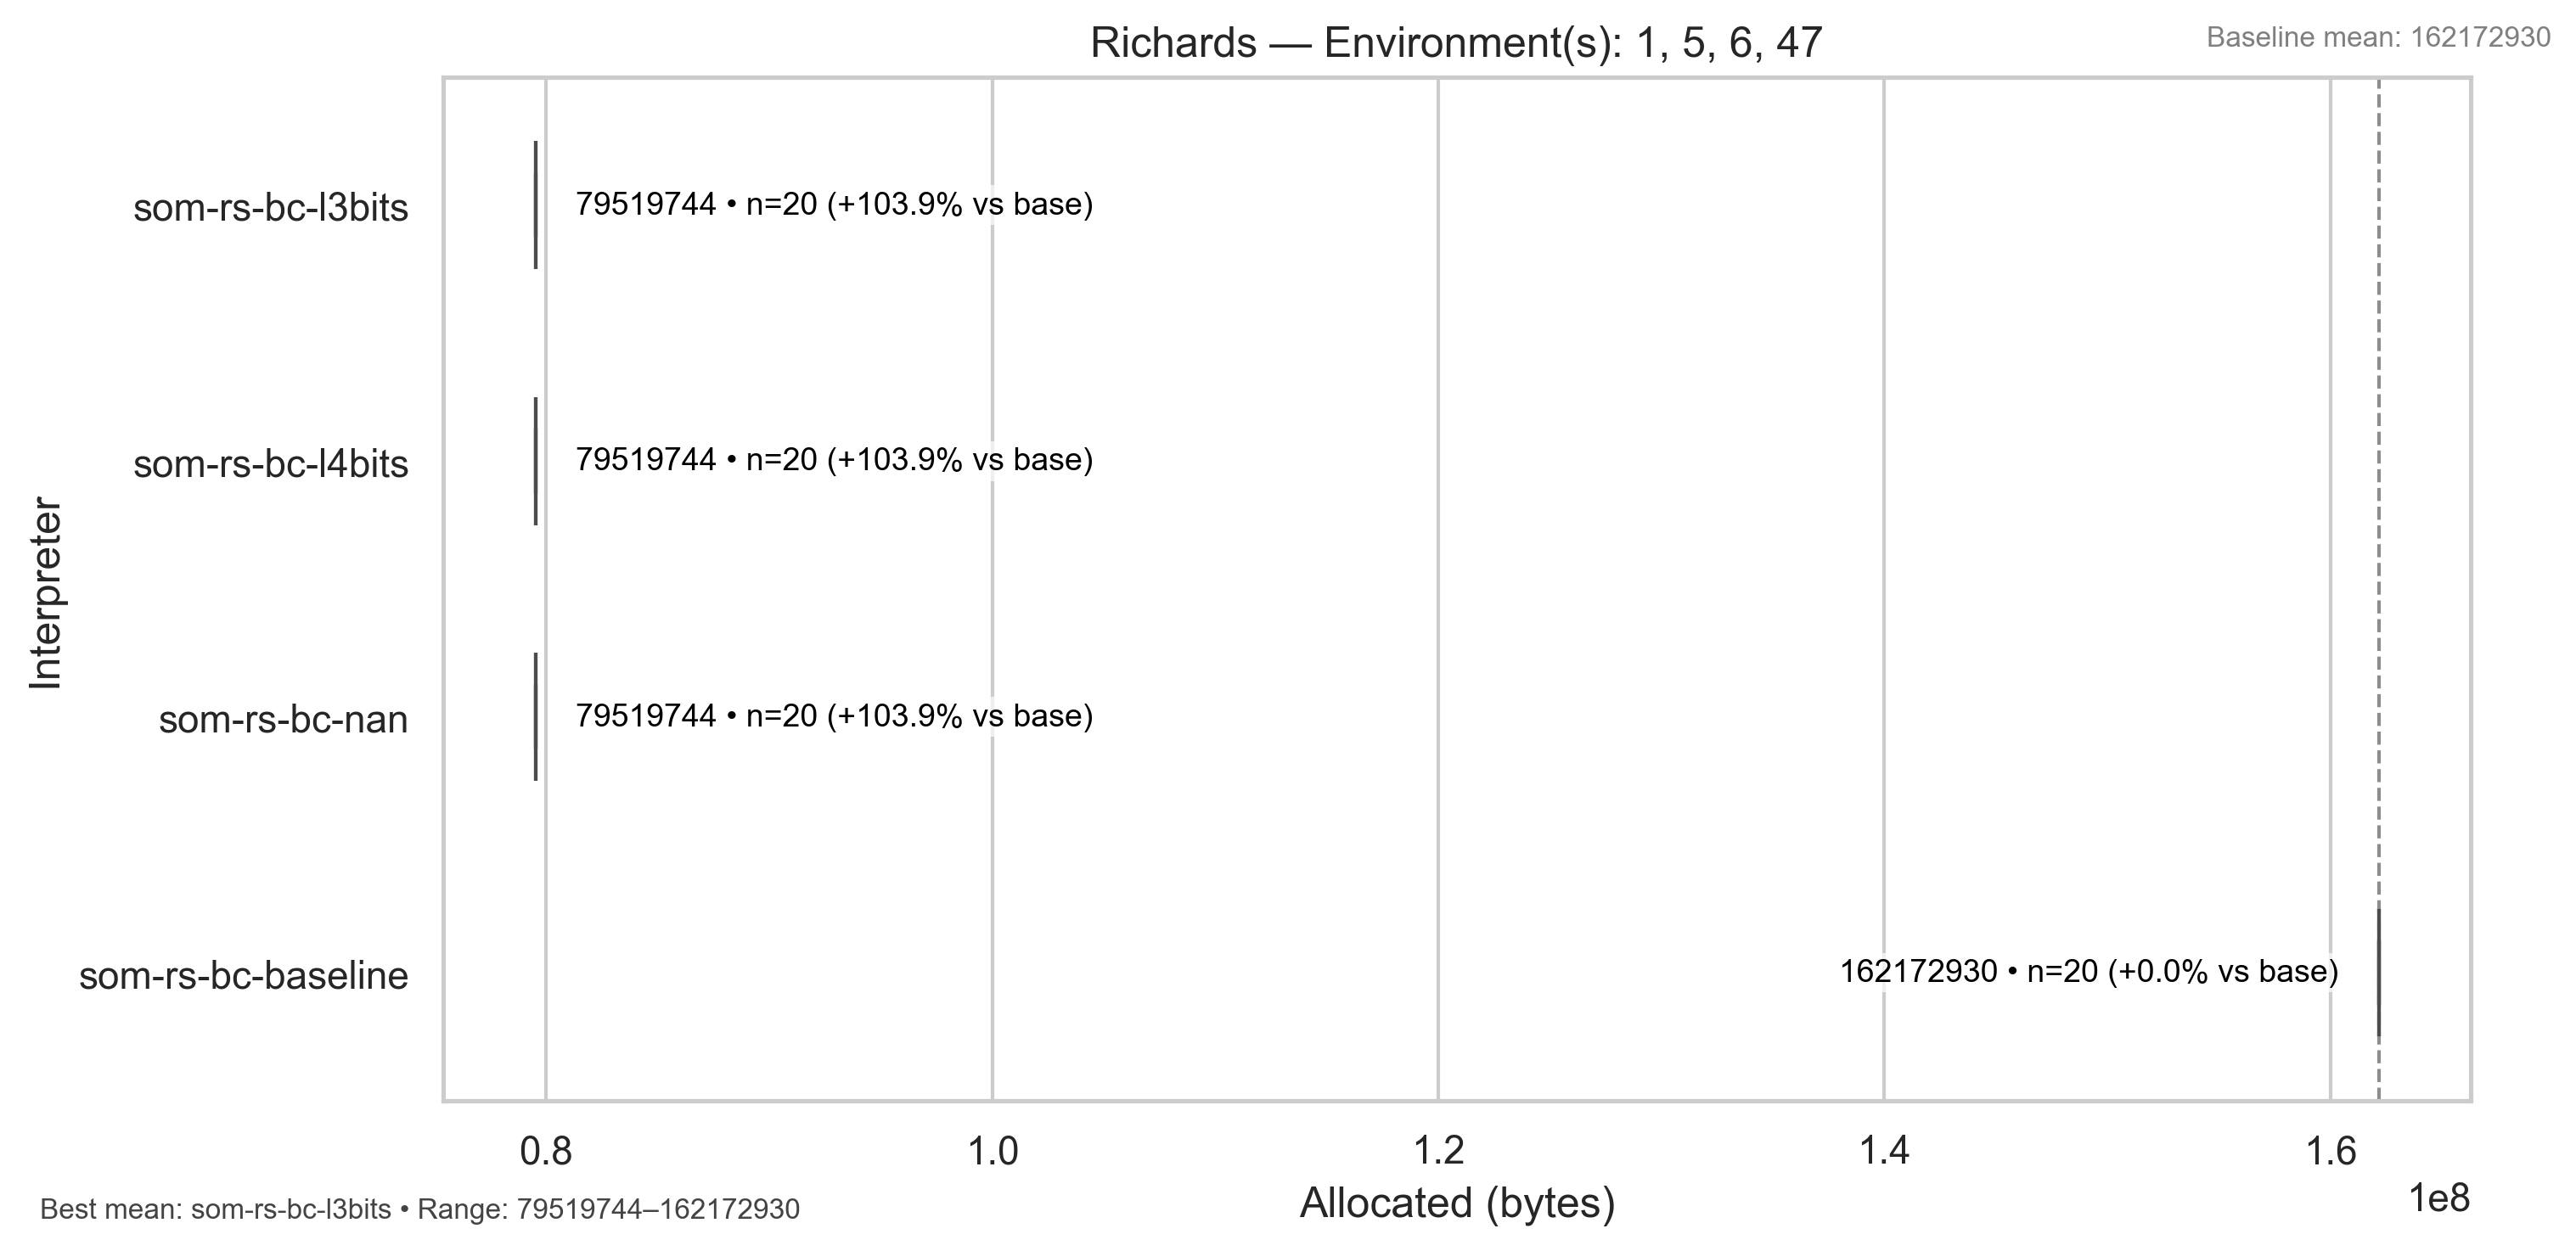 Richards — Environment(s): 1, 5, 6, 47
Baseline mean: 162172930
Interpreter
som-rs-bc-l3bits
79519744 • n=20 (+103.9% vs base)
som-rs-bc-l4bits
79519744 • n=20 (+103.9% vs base)
som-rs-bc-nan
79519744 • n=20 (+103.9% vs base)
som-rs-bc-baseline
162172930 • n=20 (+0.0% vs base)
0.8 1.0 1.2 1.4 1.6
1e8
Allocated (bytes)
Best mean: som-rs-bc-l3bits • Range: 79519744–162172930